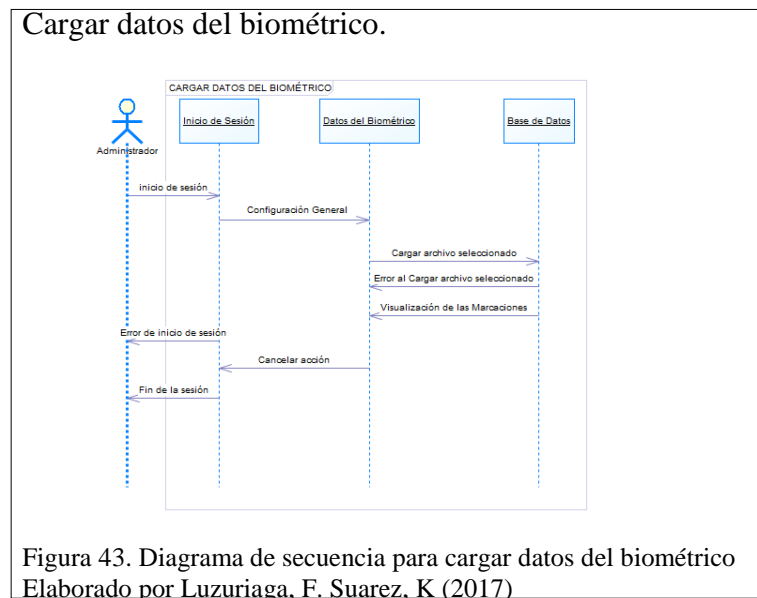 Cargar datos del biométrico.
CARGAR DATOS DEL BIOMÉTRICO
Inicio de Sesión
Datos del Biométrico
Base de Datos
Administrador
inicio de sesión
Configuración General
Cargar archivo seleccionado
Error al Cargar archivo seleccionado
Visualización de las Marcaciones
Error de inicio de sesión
Cancelar acción
Fin de la sesión
Figura 43. Diagrama de secuencia para cargar datos del biométrico
Elaborado por Luzuriaga, F. Suarez, K (2017)